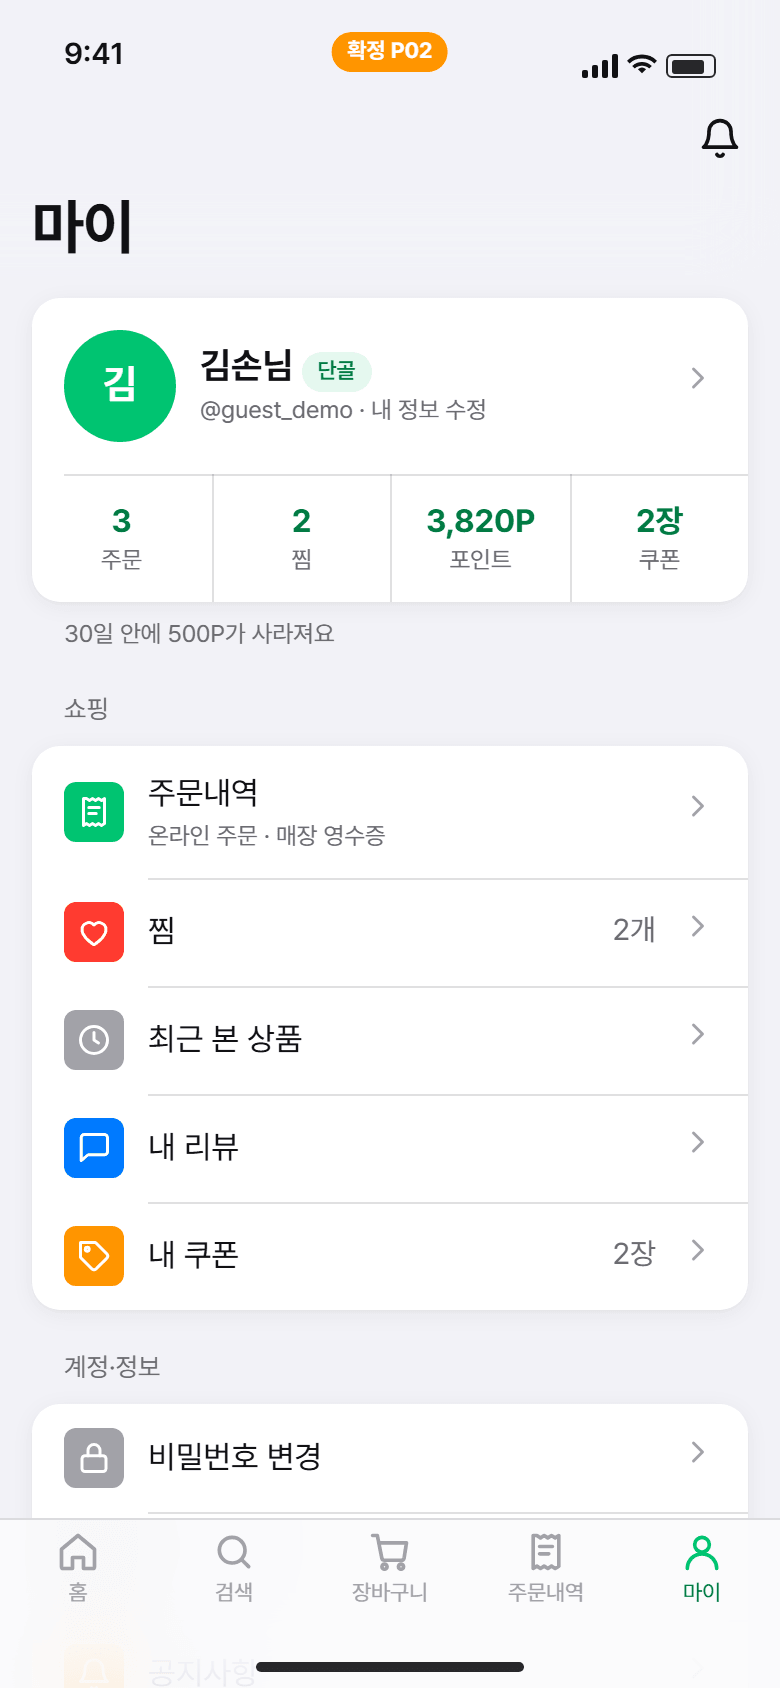 9:41
확정 P02
마이
김
김손님 단골
@guest_demo · 내 정보 수정
3
주문
2
찜
3,820P
포인트
2장
쿠폰
30일 안에 500P가 사라져요
쇼핑
주문내역
온라인 주문 · 매장 영수증
찜 2개
최근 본 상품
내 리뷰
내 쿠폰 2장
계정·정보
비밀번호 변경
홈
검색
장바구니
주문내역
마이
공지사항